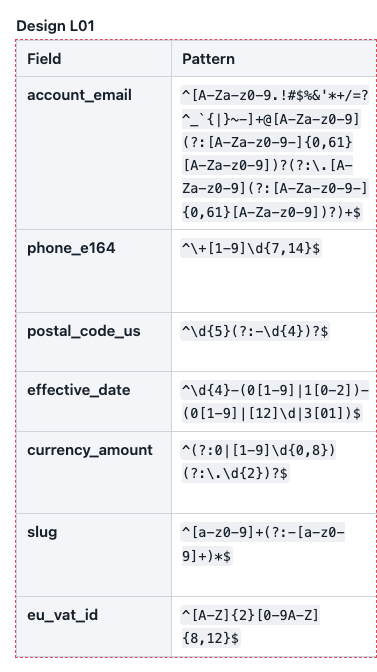 Design L01
Field Pattern
account_email ^[A-Za-z0-9.!#$%&'*+/=?
^_`{|}~-]+@[A-Za-z0-9]
(?:[A-Za-z0-9-]{0,61}
[A-Za-z0-9])?(?:\.[A-
Za-z0-9](?:[A-Za-z0-9-]
{0,61}[A-Za-z0-9])?)+$
phone_e164 ^\+[1-9]\d{7,14}$
postal_code_us ^\d{5}(?:-\d{4})?$
effective_date ^\d{4}-(0[1-9]|1[0-2])-
(0[1-9]|[12]\d|3[01])$
currency_amount ^(?:0|[1-9]\d{0,8})
(?:\.\d{2})?$
slug ^[a-z0-9]+(?:-[a-z0-
9]+)*$
eu_vat_id ^[A-Z]{2}[0-9A-Z]
{8,12}$